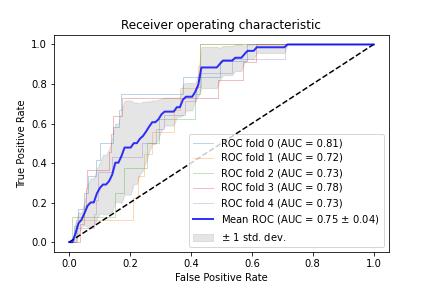 Receiver operating characteristic
True Positive Rate
1.0
0.8
0.6
0.4
0.2
0.0
ROC fold 0 (AUC = 0.81)
ROC fold 1 (AUC = 0.72)
ROC fold 2 (AUC = 0.73)
ROC fold 3 (AUC = 0.78)
ROC fold 4 (AUC = 0.73)
Mean ROC (AUC = 0.75 ± 0.04)
± 1 std. dev.
0.0 0.2 0.4 0.6 0.8 1.0
False Positive Rate